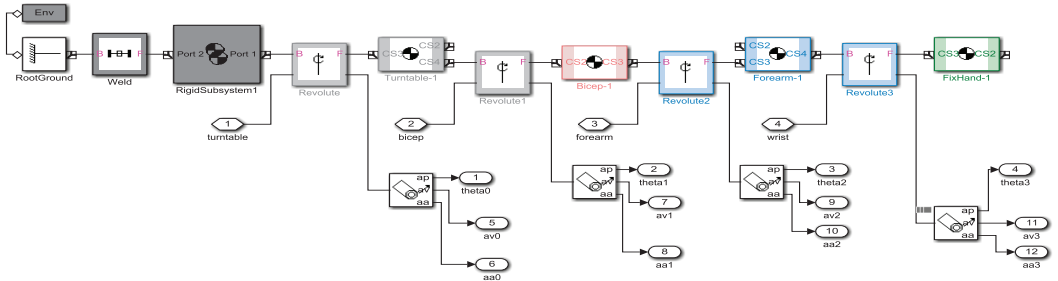 Env
RootGround
B F
Weld
Port 2 Port 1
RigidSubsystem1
B F
Revolute
CS2
CS3
CS4
Turntable-1
B F
Revolute1
CS2 CS3
Bicep-1
B F
Revolute2
CS2
CS4
CS3
Forearm-1
B F
Revolute3
CS3 CS2
FixHand-1
1
turntable
2
bicep
3
forearm
4
wrist
ap
av
aa
1
theta0
5
av0
6
aa0
ap
av
aa
2
theta1
7
av1
8
aa1
ap
av
aa
3
theta2
9
av2
10
aa2
ap
av
aa
4
theta3
11
av3
12
aa3